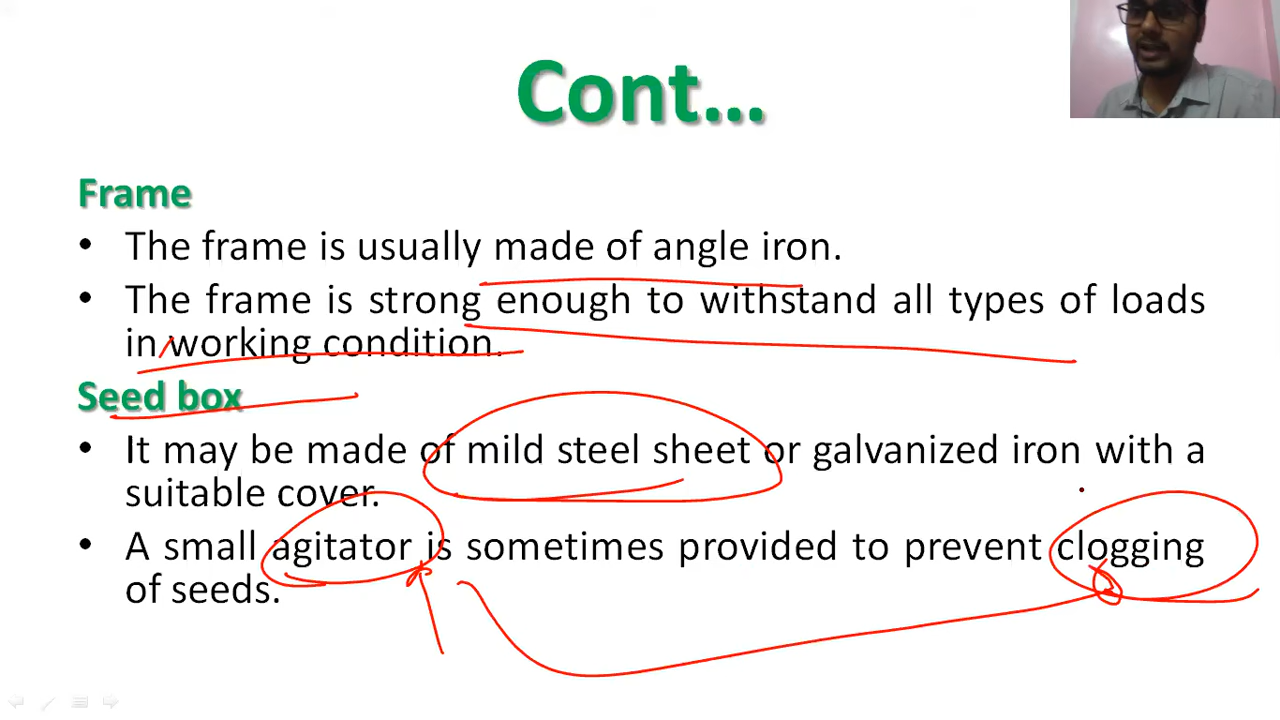 Cont...
Frame
• The frame is usually made of angle iron.
• The frame is strong enough to withstand all types of loads
in working condition.
Seed box
• It may be made of mild steel sheet or galvanized iron with a
suitable cover.
• A small agitator is sometimes provided to prevent clogging
of seeds.